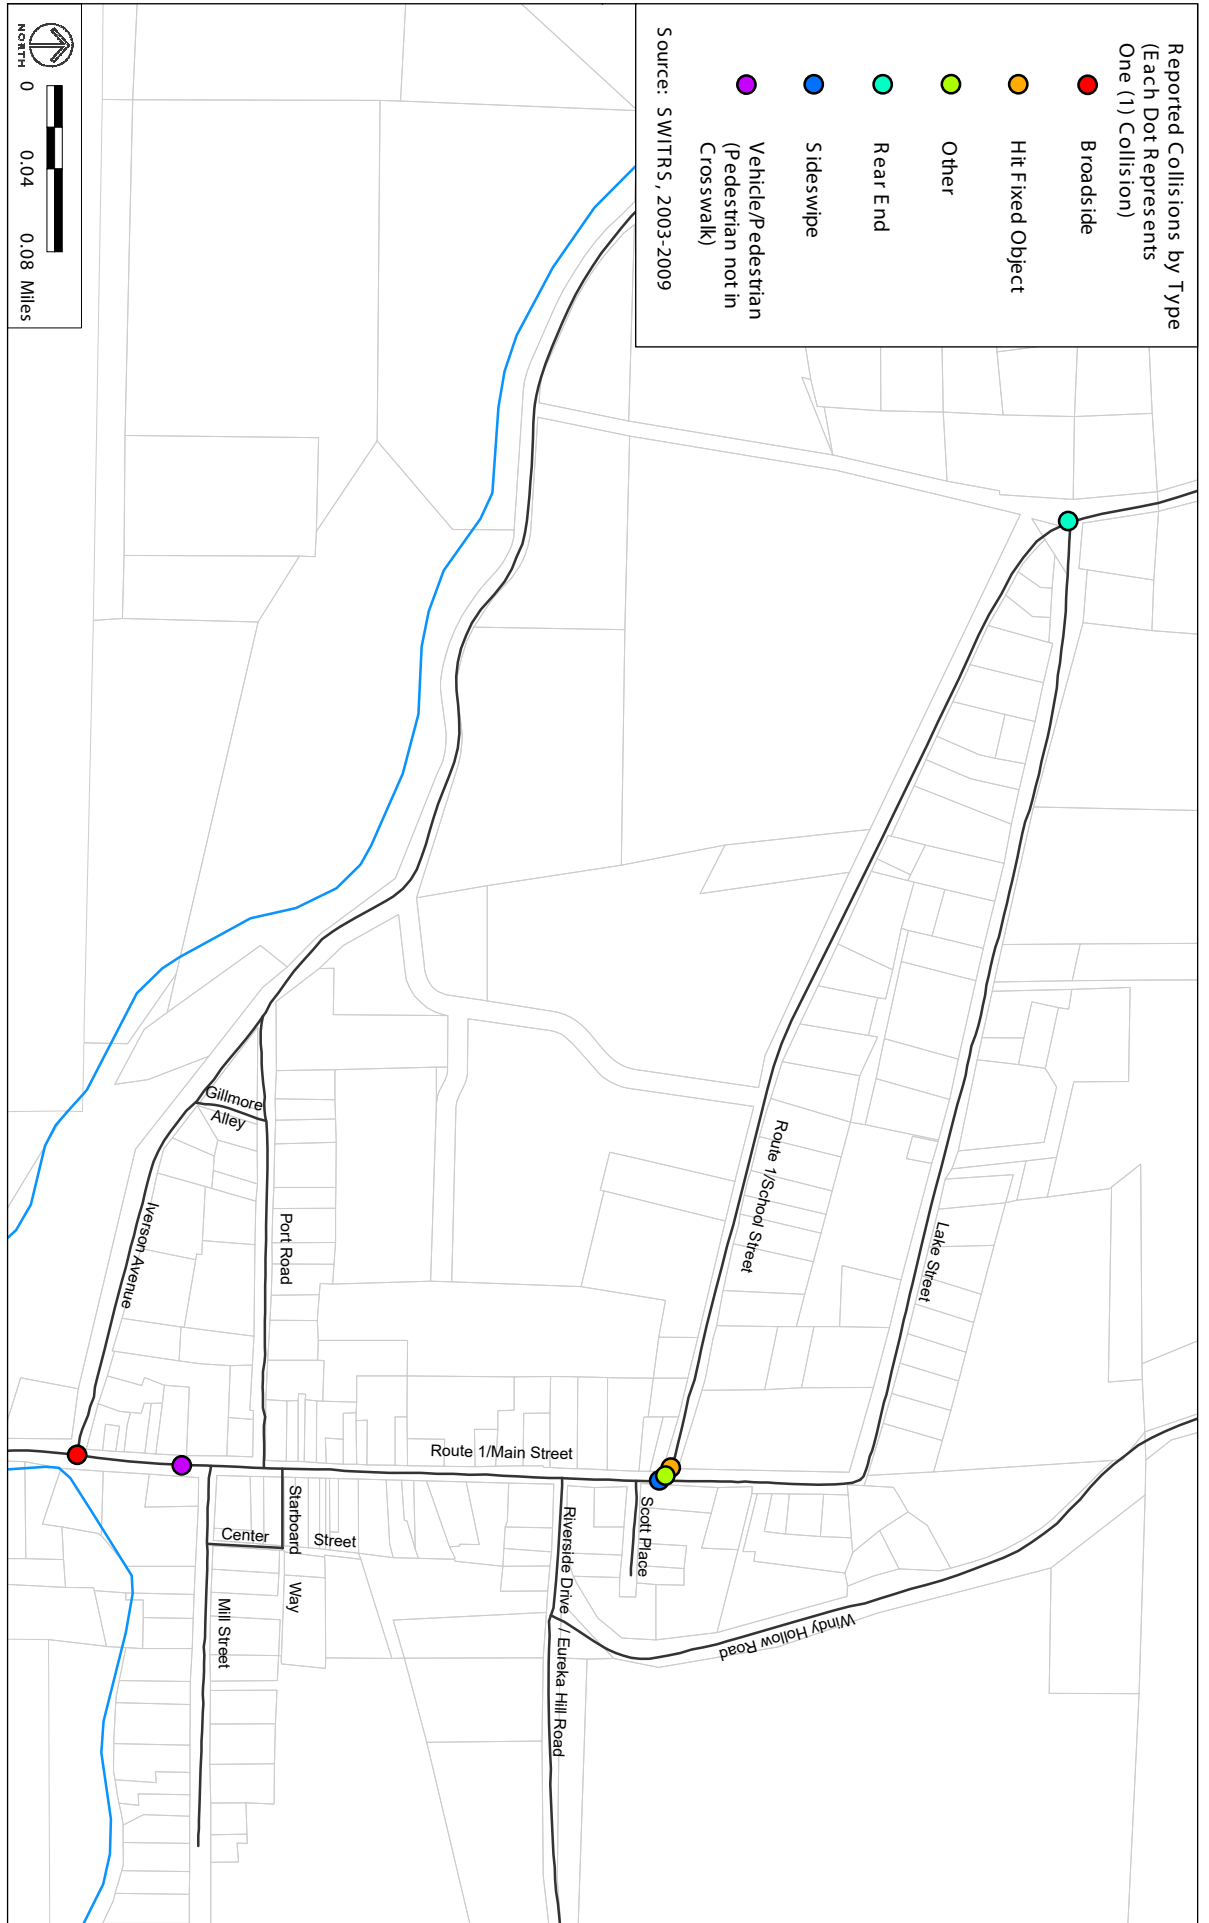 Reported Collisions by Type
(Each Dot Represents
One (1) Collision)
Broadside
Hit Fixed Object
Other
Rear End
Sideswipe
Vehicle/Pedestrian
(Pedestrian not in
Crosswalk)
Source: SWITRS, 2003-2009
NORTH
0 0.04 0.08 Miles
Gillmore
Alley
Iverson Avenue
Port Road
Route 1/School Street
Lake Street
Route 1/Main Street
Starboard
Way
Center Street
Mill Street
Scott Place
Riverside Drive / Eureka Hill Road
Windy Hollow Road